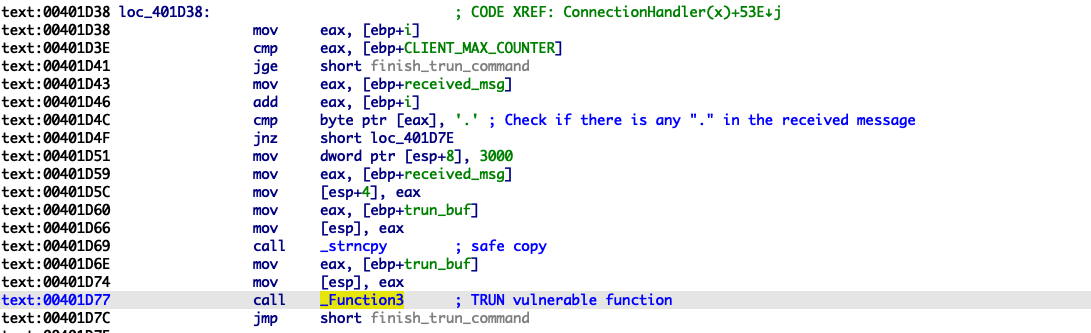 text:00401D38 loc_401D38: ; CODE XREF: ConnectionHandler(x)+53E↓j
text:00401D38 mov eax, [ebp+i]
text:00401D3E cmp eax, [ebp+CLIENT_MAX_COUNTER]
text:00401D41 jge short finish_trun_command
text:00401D43 mov eax, [ebp+received_msg]
text:00401D46 add eax, [ebp+i]
text:00401D4C cmp byte ptr [eax], '.' ; Check if there is any "." in the received message
text:00401D4F jnz short loc_401D7E
text:00401D51 mov dword ptr [esp+8], 3000
text:00401D59 mov eax, [ebp+received_msg]
text:00401D5C mov [esp+4], eax
text:00401D60 mov eax, [ebp+trun_buf]
text:00401D66 mov [esp], eax
text:00401D69 call _strncpy ; safe copy
text:00401D6E mov eax, [ebp+trun_buf]
text:00401D74 mov [esp], eax
text:00401D77 call _Function3 ; TRUN vulnerable function
text:00401D7C jmp short finish_trun_command